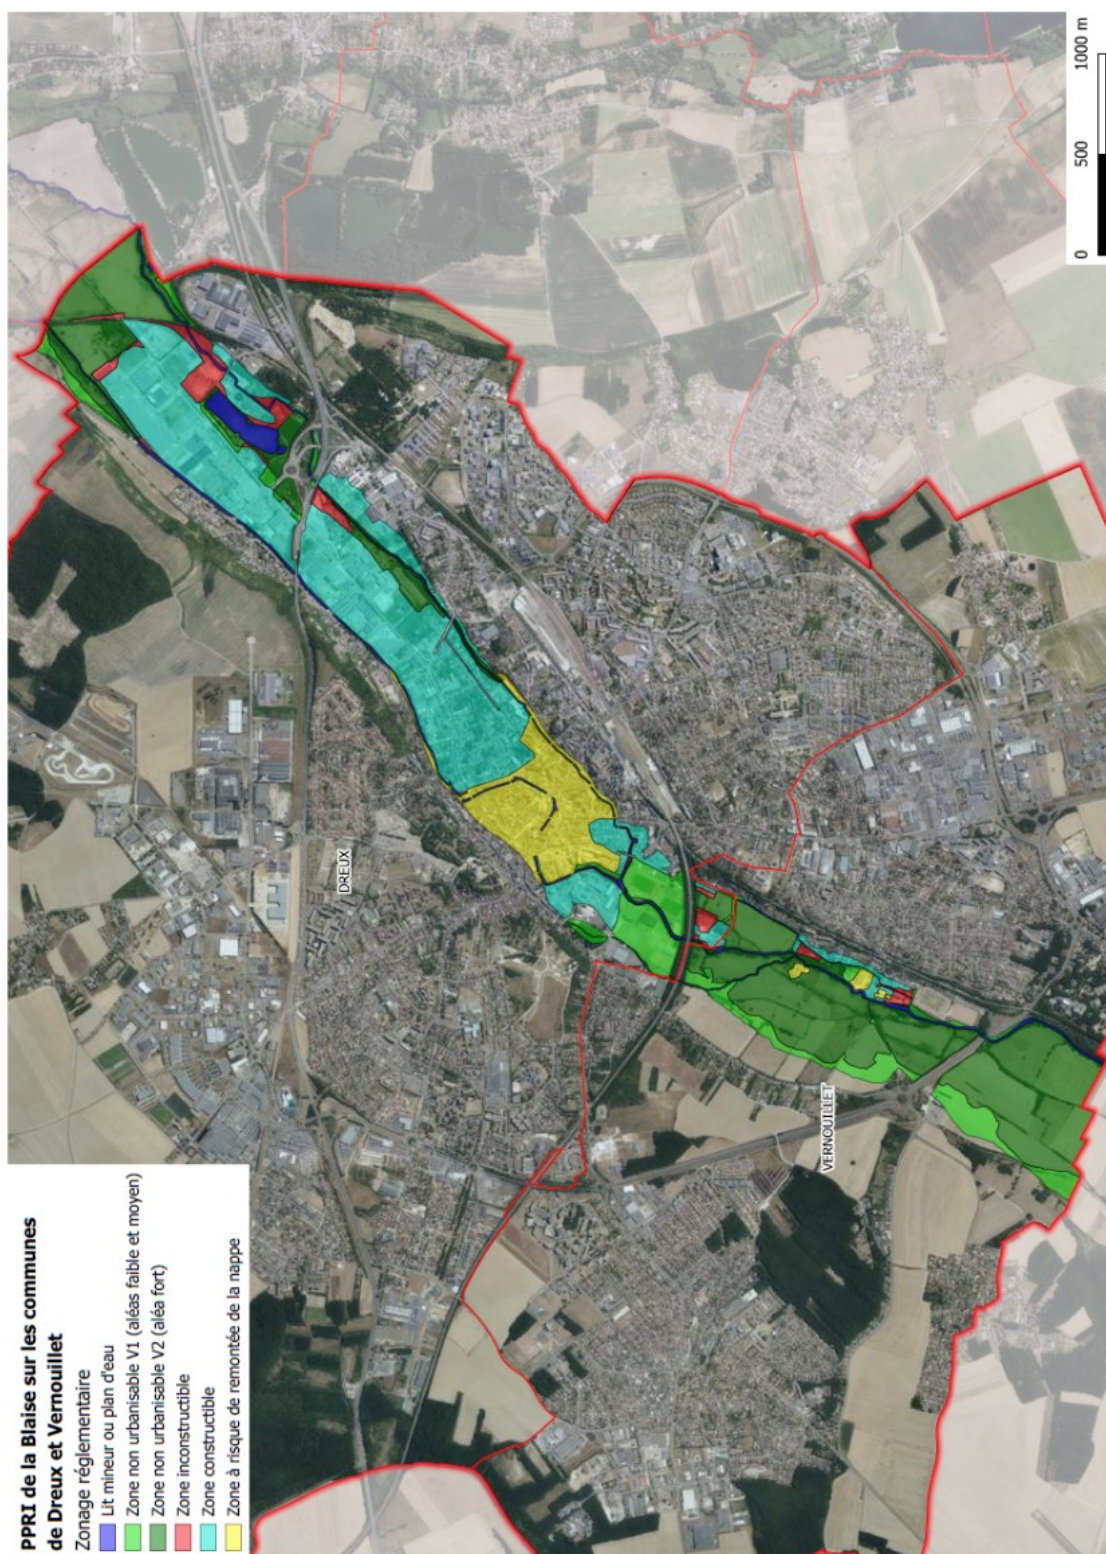 PPRI de la Blaise sur les communes
de Dreux et Vernouillet
Zonage réglementaire
Lit mineur ou plan d'eau
Zone non urbanisable V1 (aléas faible et moyen)
Zone non urbanisable V2 (aléa fort)
Zone inconstructible
Zone constructible
Zone à risque de remontée de la nappe
DREUX
VERNOUILLET
0 500 1000 m